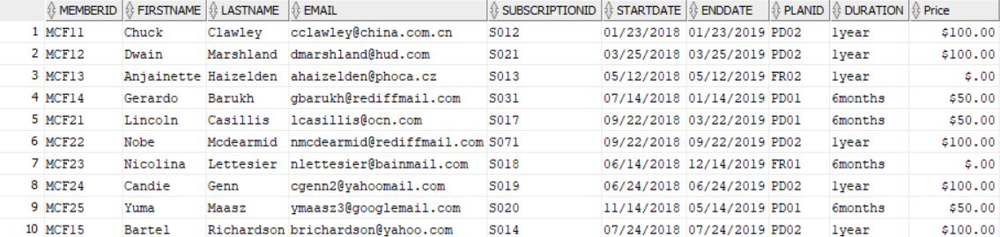 MEMBERID FIRSTNAME LASTNAME EMAIL SUBSCRIPTIONID STARTDATE ENDDATE PLANID DURATION Price
1 MCF11 Chuck Clawley cclawley@china.com.cn S012 01/23/2018 01/23/2019 PD02 1year $100.00
2 MCF12 Dwain Marshland dmarshland@hud.com S021 03/25/2018 03/25/2019 PD02 1year $100.00
3 MCF13 Anjainette Haizelden ahaizelden@phoca.cz S013 05/12/2018 05/12/2019 FR02 1year $.00
4 MCF14 Gerardo Barukh gbarukh@rediffmail.com S031 07/14/2018 01/14/2019 PD01 6months $50.00
5 MCF21 Lincoln Casillis lcasillis@ocn.com S017 09/22/2018 03/22/2019 PD01 6months $50.00
6 MCF22 Nobe Mcdearmid nmcdearmid@rediffmail.com S071 09/22/2018 09/22/2019 PD02 1year $100.00
7 MCF23 Nicolina Lettesier nlettesier@bainmail.com S018 06/14/2018 12/14/2019 FR01 6months $.00
8 MCF24 Candie Genn cgenn2@yahoomail.com S019 06/24/2018 06/24/2019 PD02 1year $100.00
9 MCF25 Yuma Maasz ymaasz3@googlemail.com S020 11/14/2018 05/14/2019 PD01 6months $50.00
10 MCF15 Bartel Richardson brichardson@yahoo.com S014 07/24/2018 07/24/2019 PD02 1year $100.00